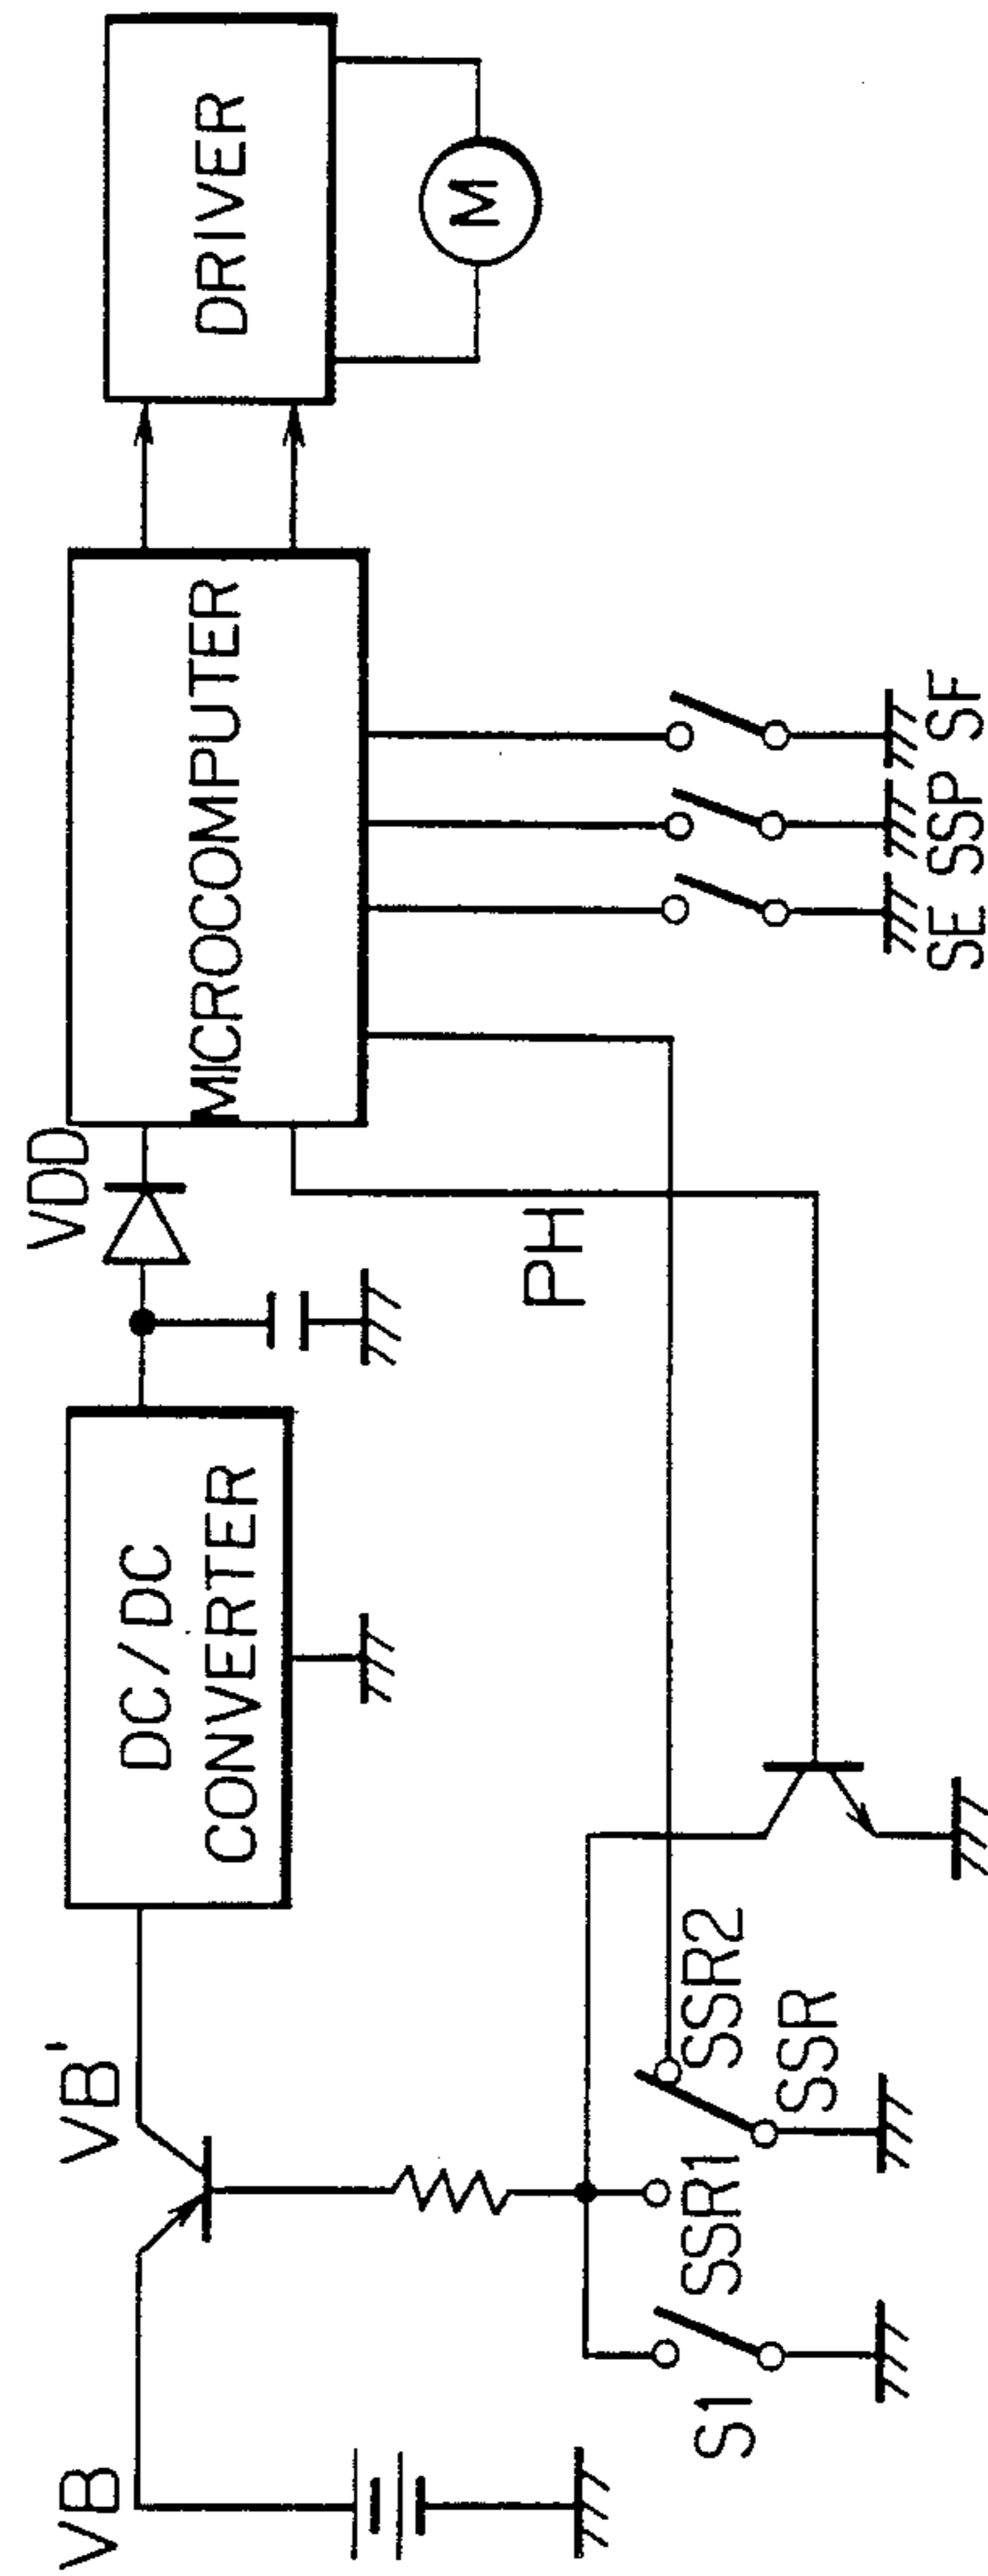 VB
VB'
DC/DC
CONVERTER
VDD
MICROCOMPUTER
DRIVER
M
PH
S1
SSR1
SSR2
SSR
SE SSP SF